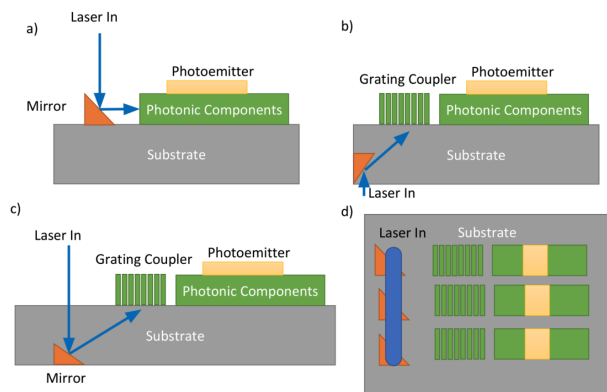 a)
Laser In
Photoemitter
Mirror
Photonic Components
Substrate
b)
Photoemitter
Grating Coupler
Photonic Components
Substrate
Laser In
c)
Laser In
Photoemitter
Grating Coupler
Photonic Components
Substrate
Mirror
d)
Laser In
Substrate